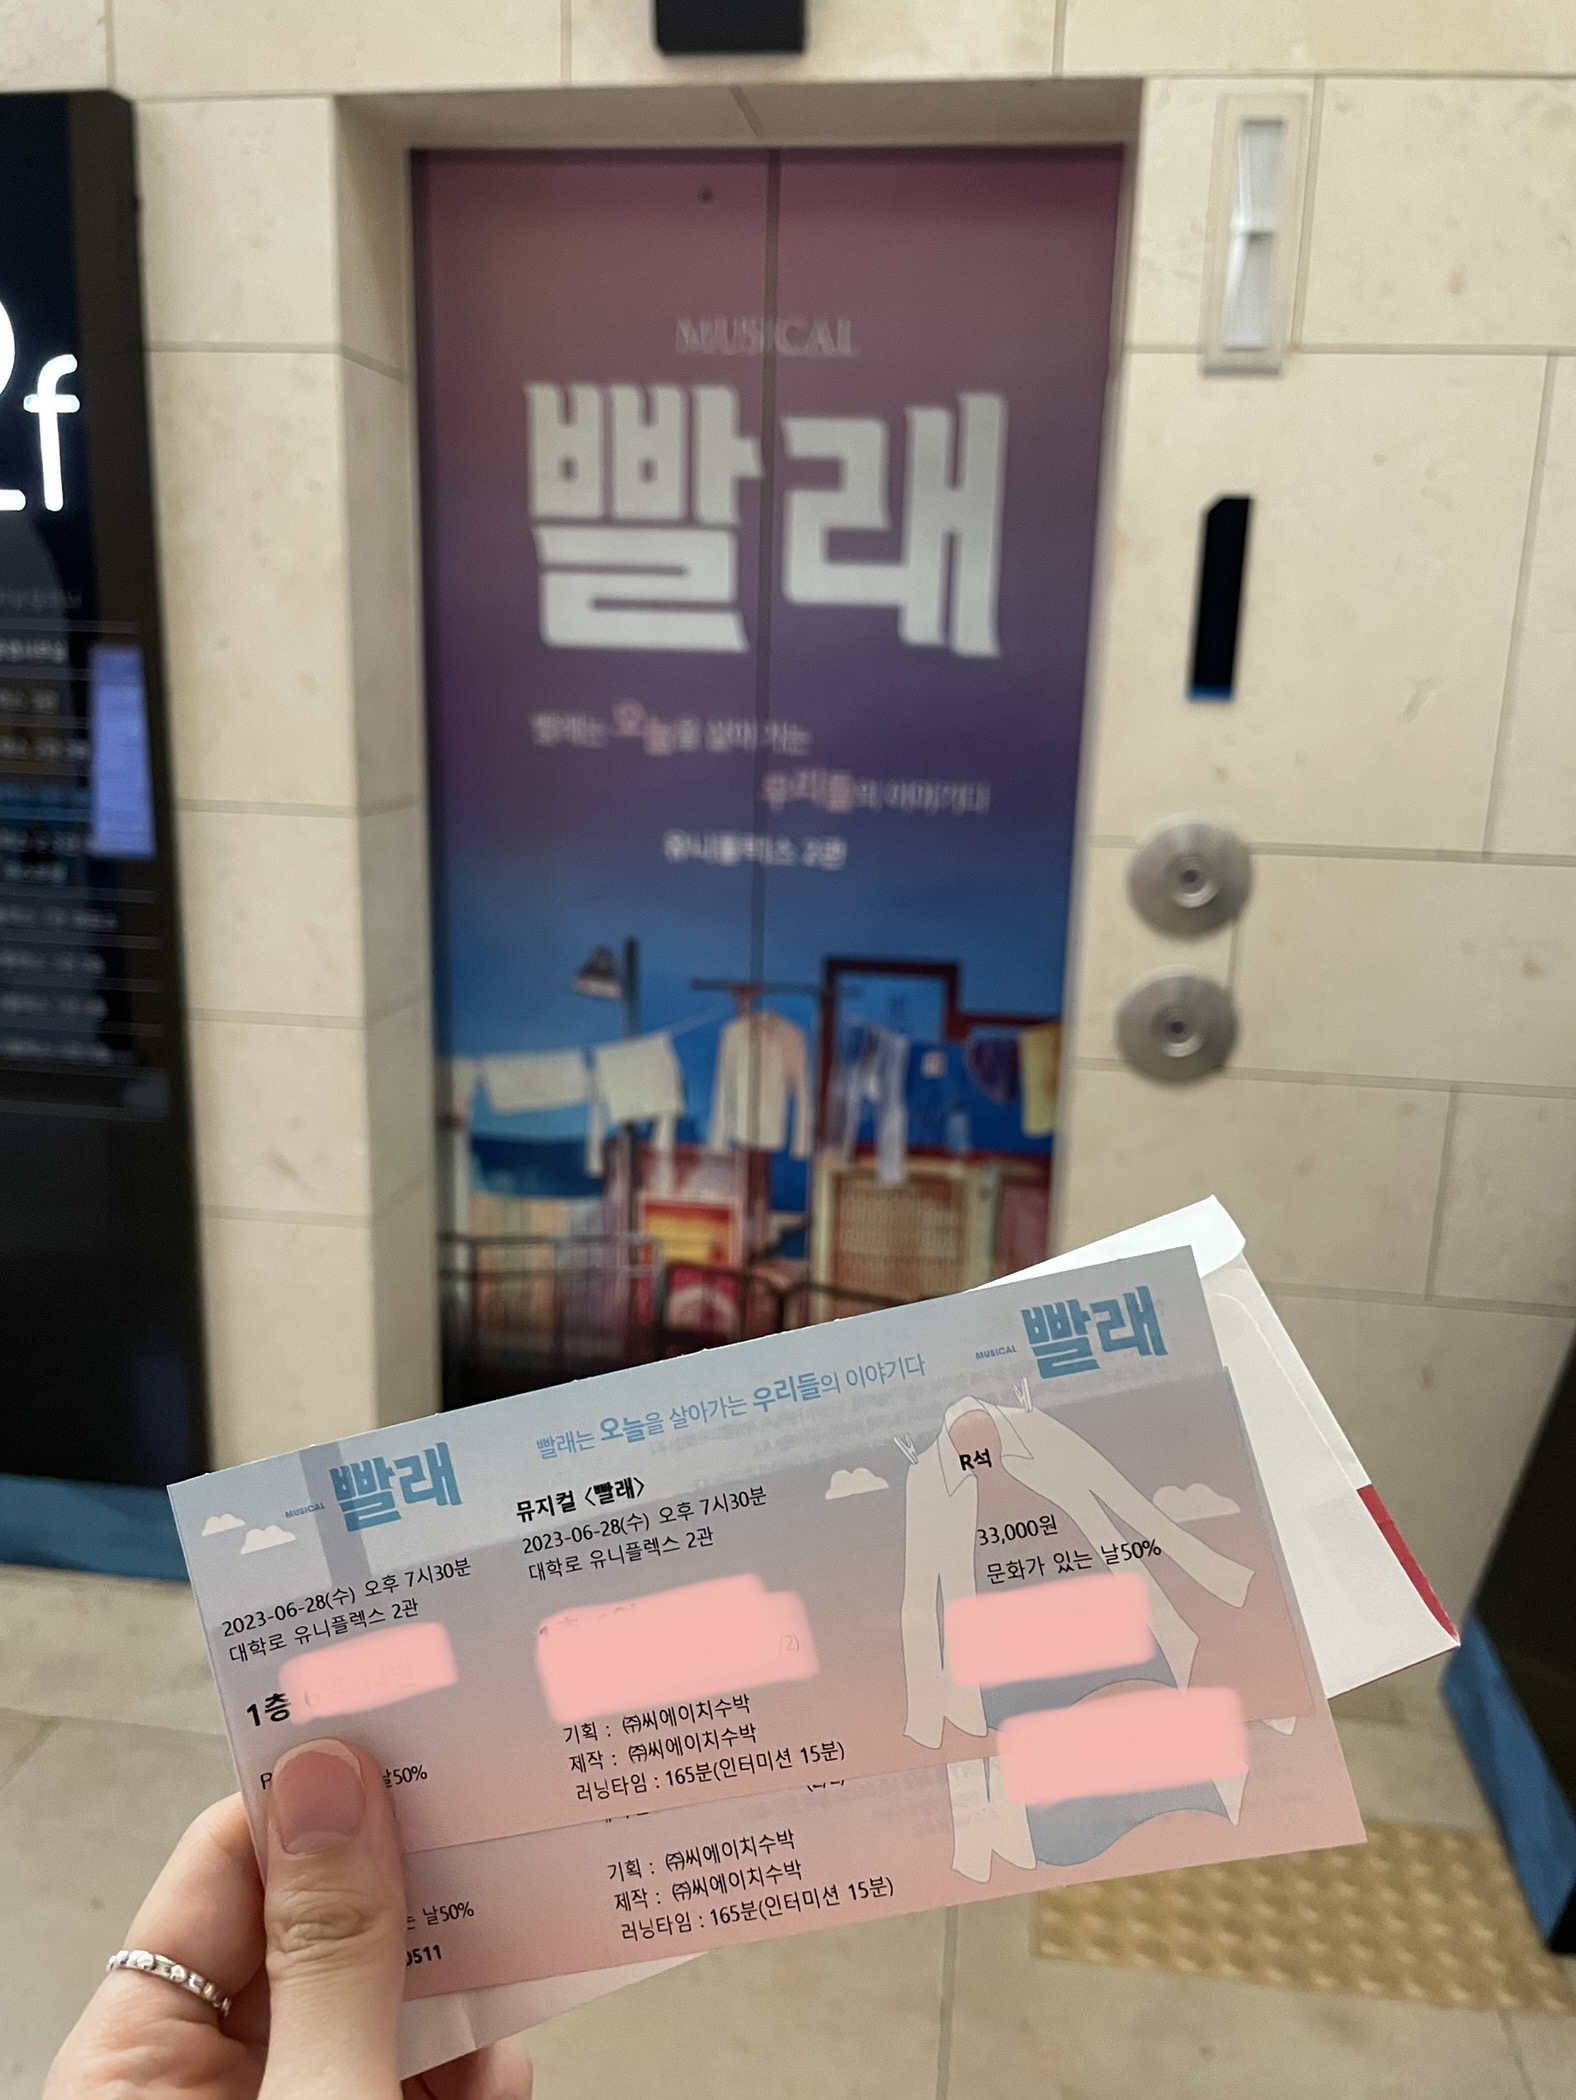 2f
MUSICAL
빨래
빨래는 오늘을 살아가는
우리들의 이야기다
유니플렉스 2관
MUSICAL 빨래
2023-06-28(수) 오후 7시30분
대학로 유니플렉스 2관
1층
날50%
빨래는 오늘을 살아가는 우리들의 이야기다
뮤지컬 <빨래>
2023-06-28(수) 오후 7시30분
대학로 유니플렉스 2관
/2)
기획 : ㈜씨에이치수박
제작 : ㈜씨에이치수박
러닝타임 : 165분(인터미션 15분)
MUSICAL 빨래
R석
33,000원
문화가 있는 날50%
는 날50%
0511
기획 : ㈜씨에이치수박
제작 : ㈜씨에이치수박
러닝타임 : 165분(인터미션 15분)